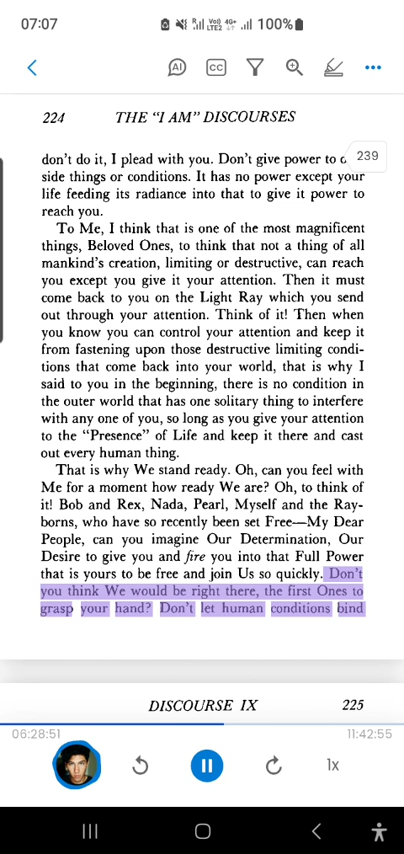 07:07
Vo) 4G+
R LTE2 100%
AI CC
224 THE “I AM” DISCOURSES
239
don’t do it, I plead with you. Don’t give power to
side things or conditions. It has no power except your
life feeding its radiance into that to give it power to
reach you.
To Me, I think that is one of the most magnificent
things, Beloved Ones, to think that not a thing of all
mankind’s creation, limiting or destructive, can reach
you except you give it your attention. Then it must
come back to you on the Light Ray which you send
out through your attention. Think of it! Then when
you know you can control your attention and keep it
from fastening upon those destructive limiting condi-
tions that come back into your world, that is why I
said to you in the beginning, there is no condition in
the outer world that has one solitary thing to interfere
with any one of you, so long as you give your attention
to the “Presence” of Life and keep it there and cast
out every human thing.
That is why We stand ready. Oh, can you feel with
Me for a moment how ready We are? Oh, to think of
it! Bob and Rex, Nada, Pearl, Myself and the Ray-
borns, who have so recently been set Free—My Dear
People, can you imagine Our Determination, Our
Desire to give you and fire you into that Full Power
that is yours to be free and join Us so quickly. Don’t
you think We would be right there, the first Ones to
grasp your hand? Don’t let human conditions bind
DISCOURSE IX 225
06:28:51 11:42:55
1x